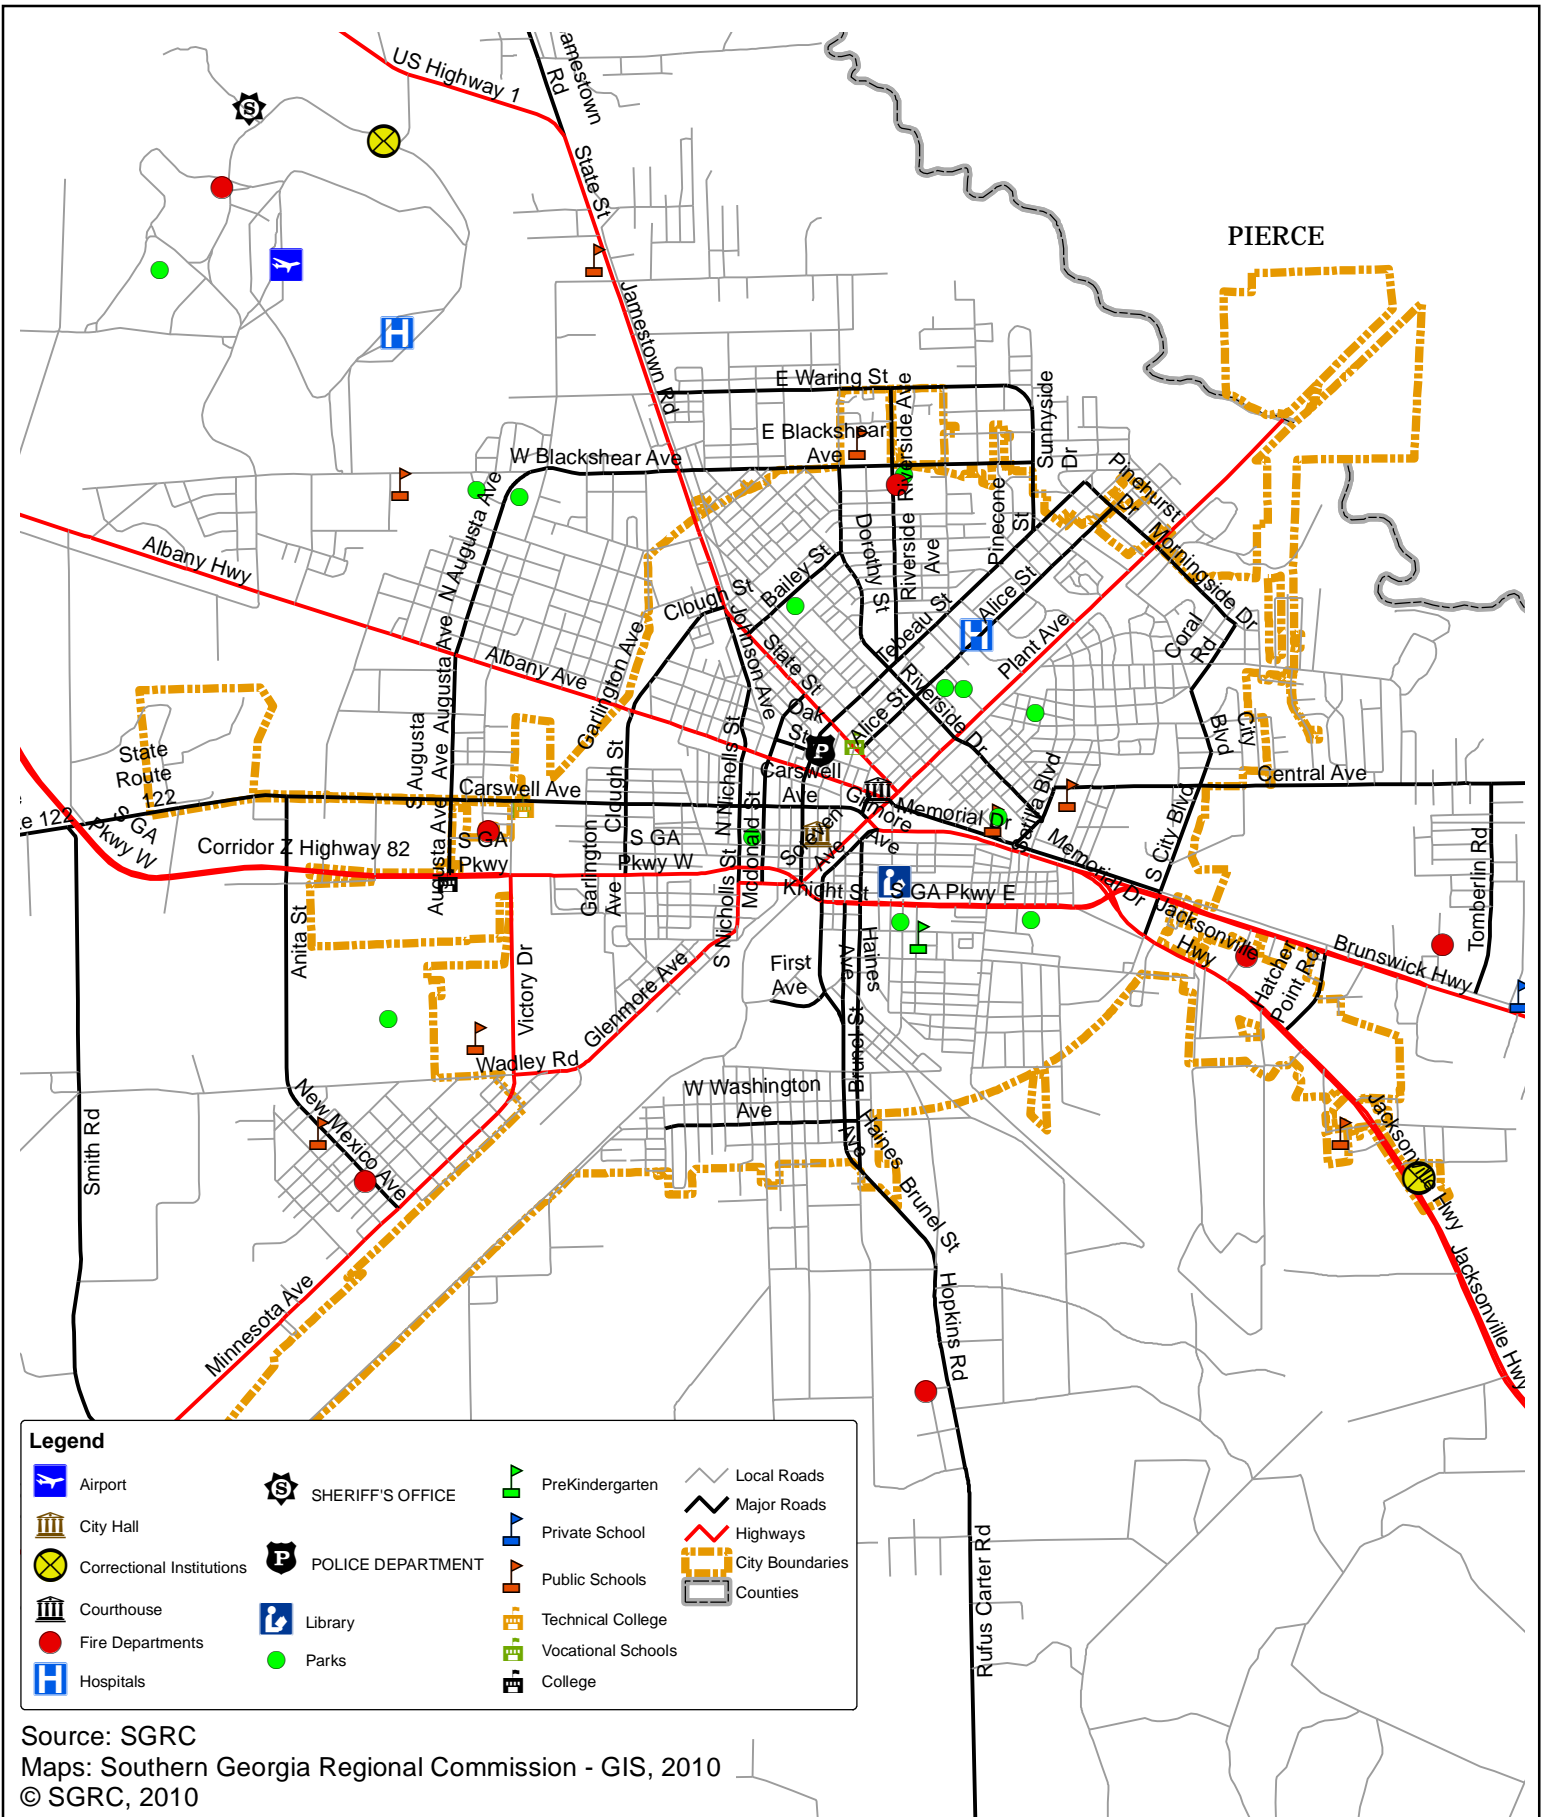 US Highway 1
amestown
Rd
State St
PIERCE
Jamestown Rd
E Waring St
Riverside Ave
Sunnyside
Dr
E Blackshear
Ave
W Blackshear Ave
Pinehurst
Dr
Morningside Dr
N Augusta Ave
Albany Hwy
Dorothy St
Riverside
Ave
Pinecone
St
Bailey St
Clough St
Johnson Ave
State St
Tebeau St
Alice St
Plant Ave
Coral
Rd
Augusta Ave
Albany Ave
Garlington Ave
Oak
St
Alice St
Riverside Dr
City
Blvd
State
Route
122
S Augusta
Ave
Carswell Ave
Clough St
N Nicholls St
P
Carswell
Ave
Central Ave
e 122
S GA
Pkwy W
Corridor Z Highway 82
Augusta Ave
S GA
Pkwy
Garlington
Ave
S GA
Pkwy W
Mcdonald St
Soreven
Ave
Gilmore
Ave
Memorial Dr
Satilla Blvd
Memorial Dr
S City Blvd
Knight St
S GA Pkwy E
Tomberlin Rd
Anita St
Victory Dr
S Nicholls St
First
Ave
Haines
Ave
Jacksonville
Hwy
Hatcher
Point Rd
Brunswick Hwy
Glenmore Ave
Wadley Rd
Brunel St
W Washington
Ave
New Mexico Ave
Haines
Ave
Smith Rd
Jacksonville Hwy
Brunel St
Minnesota Ave
Hopkins Rd
Jacksonville Hwy
Rufus Carter Rd
Legend
Airport
City Hall
Correctional Institutions
Courthouse
Fire Departments
Hospitals
SHERIFF'S OFFICE
POLICE DEPARTMENT
Library
Parks
PreKindergarten
Private School
Public Schools
Technical College
Vocational Schools
College
Local Roads
Major Roads
Highways
City Boundaries
Counties
Source: SGRC
Maps: Southern Georgia Regional Commission - GIS, 2010
© SGRC, 2010